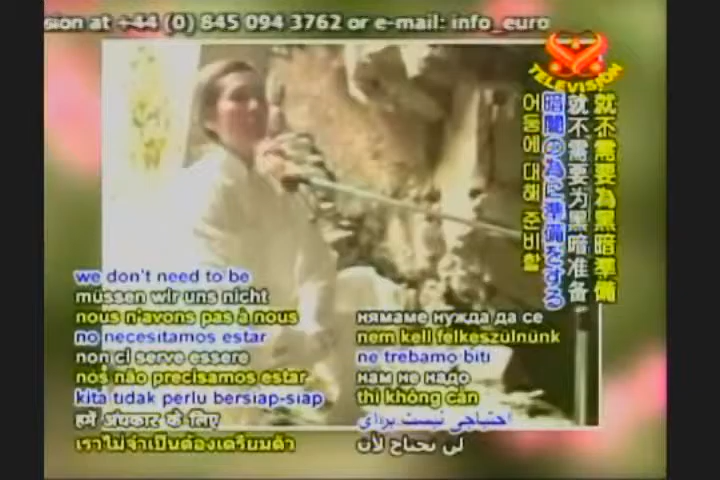 sion at +44 (0) 845 094 3762 or e-mail: info_euro
TELEVISION
就不需要為黑暗準備
就不需要为黑暗准备
暗闇の為に準備をする
어둠에 대해 준비할
we don't need to be
müssen wir uns nicht
nous n'avons pas à nous
no necesitamos estar
non ci serve essere
nós não precisamos estar
kita tidak perlu bersiap-siap
हमें अंधकार के लिए
เราไม่จำเป็นต้องเตรียมตัว
нямаме нужда да се
nem kell felkészülnünk
ne trebamo biti
нам не надо
thì không cần
احتیاجی نیست برای
لن نحتاج لأن